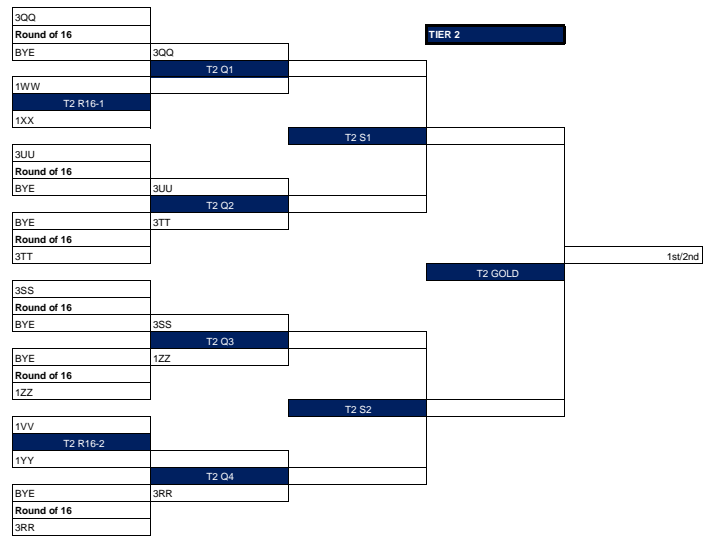 3QQ
Round of 16
TIER 2
BYE
3QQ
T2 Q1
1WW
T2 R16-1
1XX
T2 S1
3UU
Round of 16
BYE
3UU
T2 Q2
BYE
3TT
Round of 16
3TT
1st/2nd
T2 GOLD
3SS
Round of 16
BYE
3SS
T2 Q3
BYE
1ZZ
Round of 16
1ZZ
T2 S2
1VV
T2 R16-2
1YY
T2 Q4
BYE
3RR
Round of 16
3RR